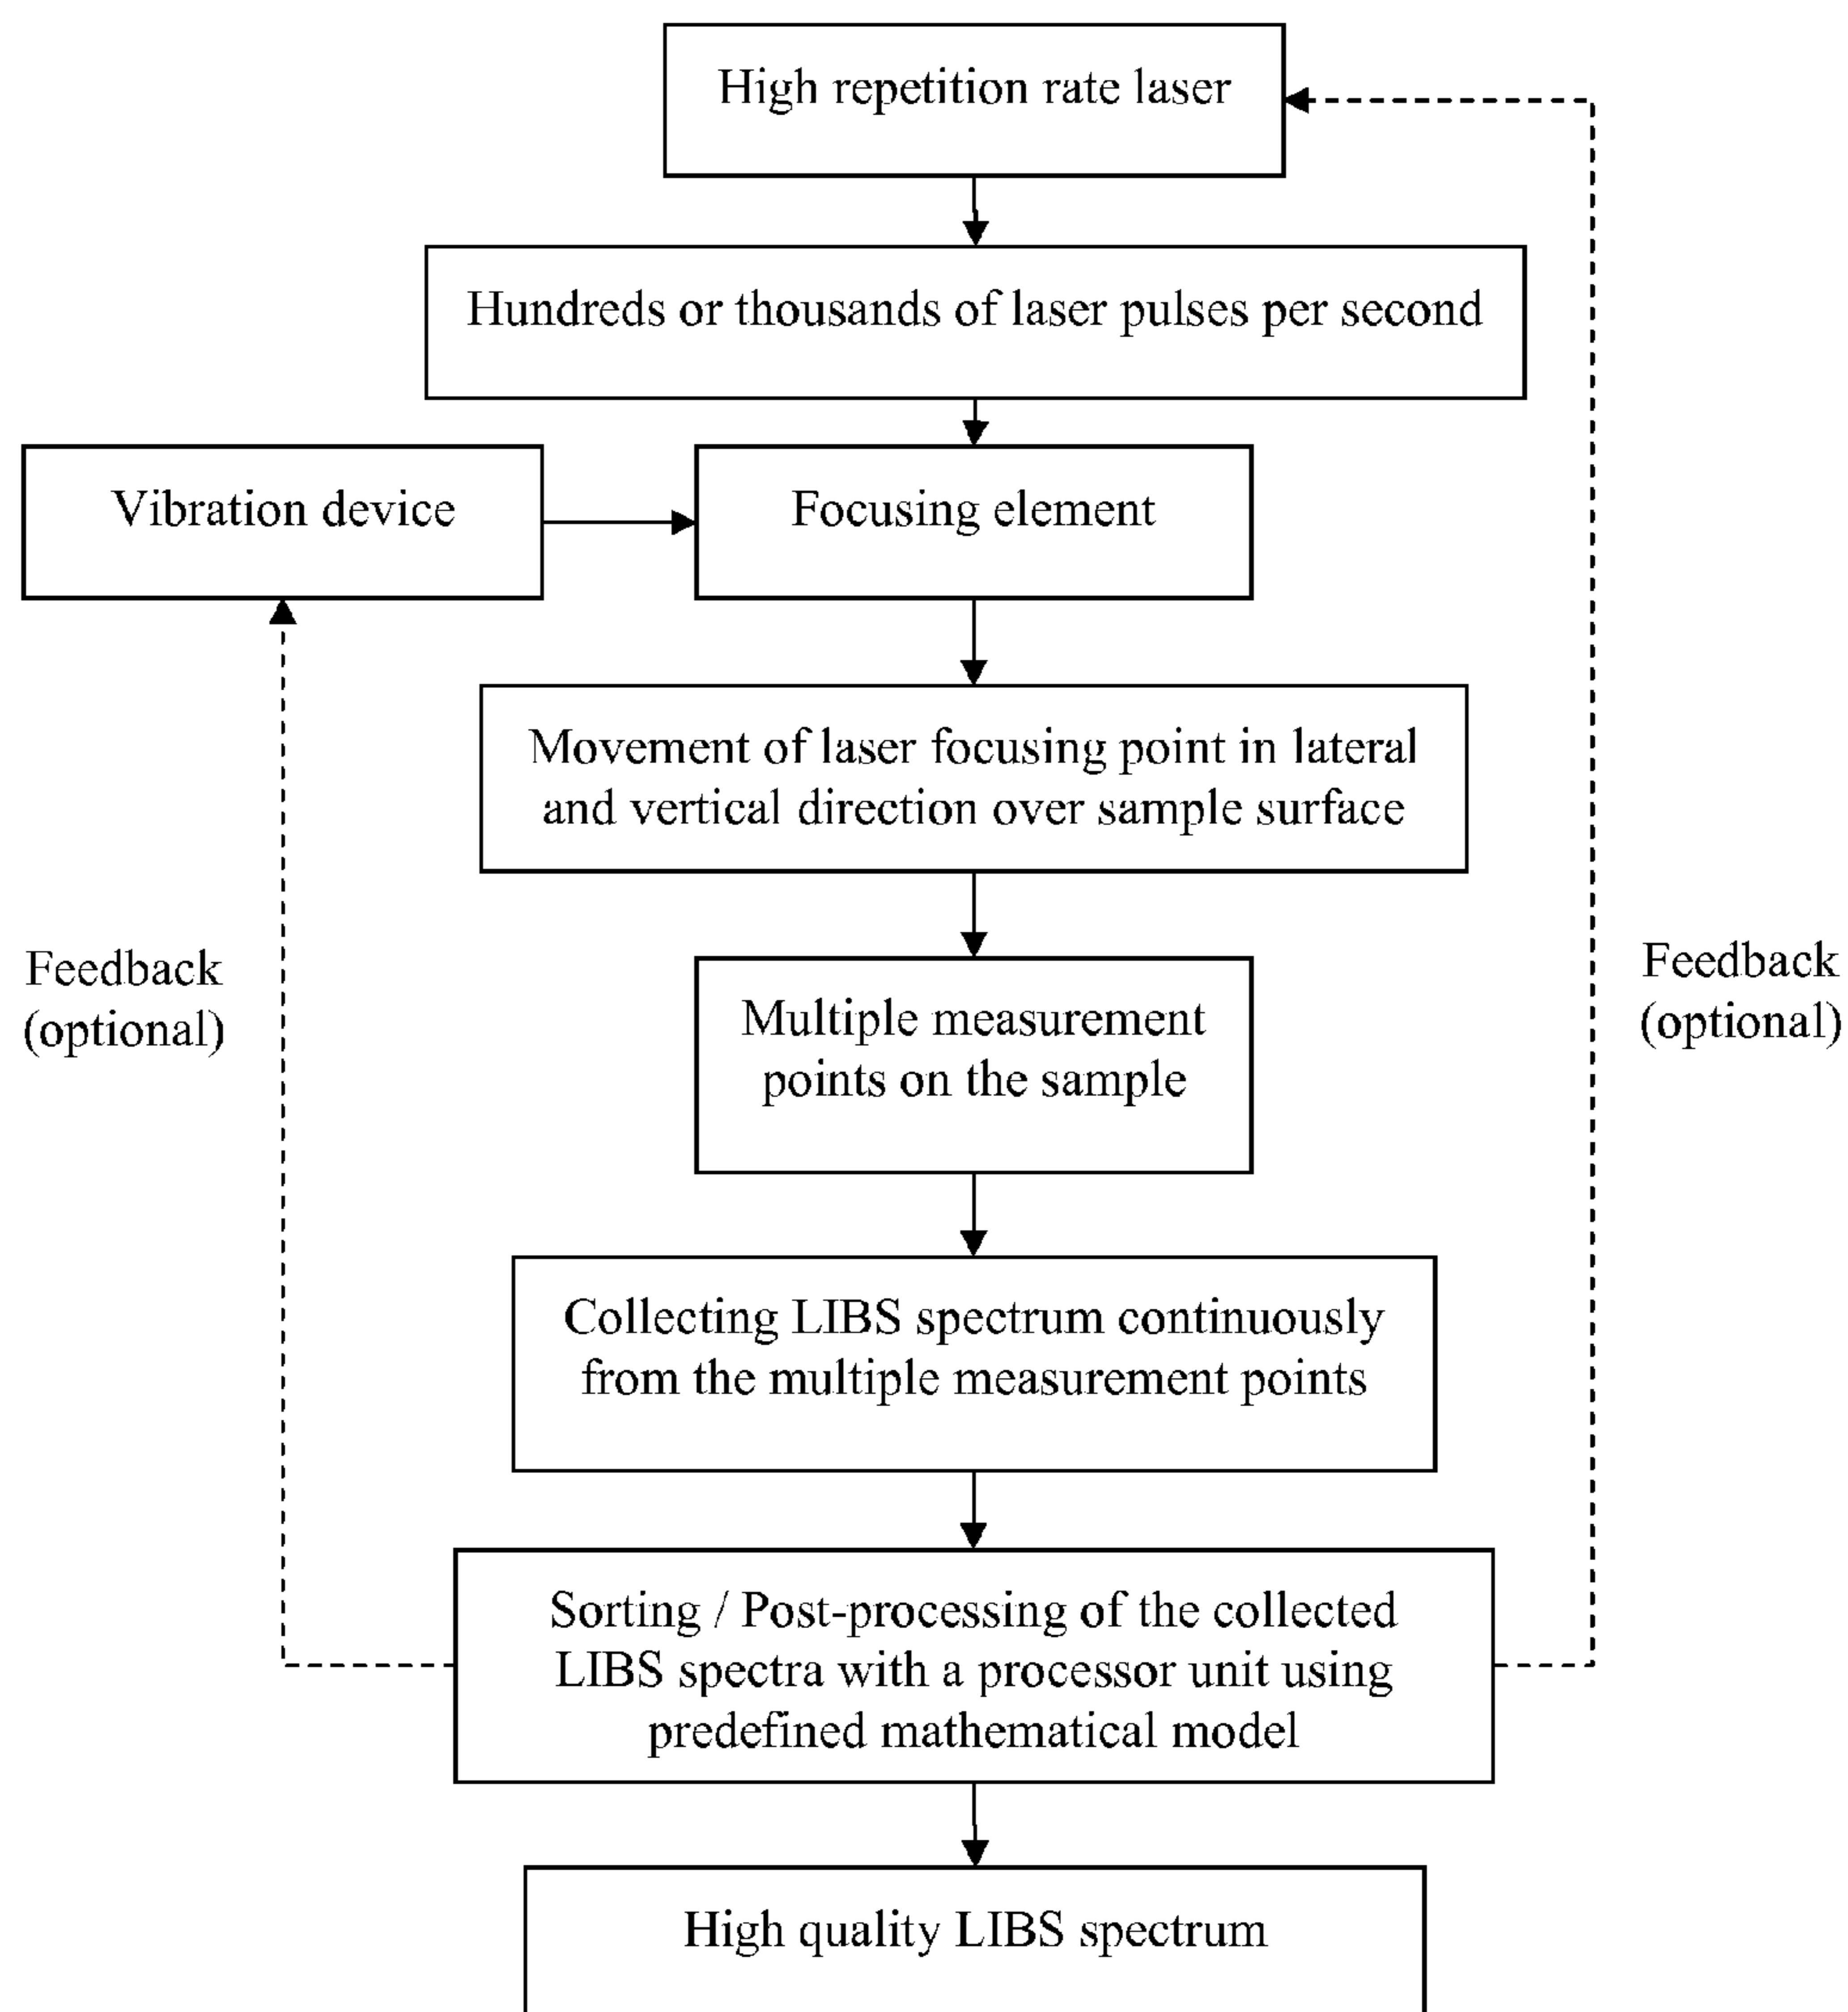 High repetition rate laser
Hundreds or thousands of laser pulses per second
Vibration device
Focusing element
Movement of laser focusing point in lateral
and vertical direction over sample surface
Feedback
(optional)
Feedback
(optional)
Multiple measurement
points on the sample
Collecting LIBS spectrum continuously
from the multiple measurement points
Sorting / Post-processing of the collected
LIBS spectra with a processor unit using
predefined mathematical model
High quality LIBS spectrum